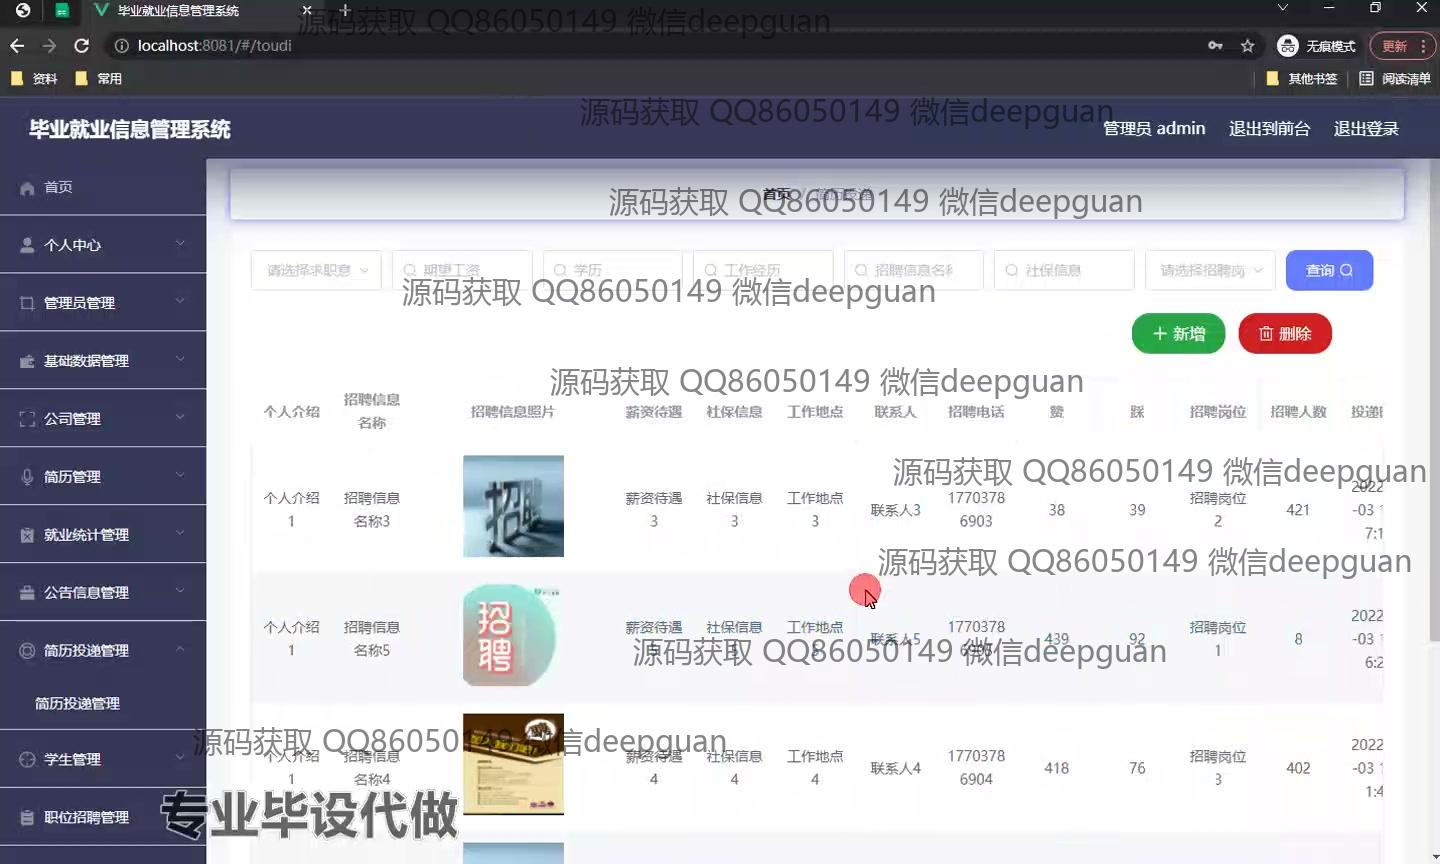 毕业就业信息管理系统
源码获取 QQ86050149 微信deepguan
localhost:8081/#/toudi
无痕模式
更新
资料
常用
其他书签
阅读清单
源码获取 QQ86050149 微信deepguan
毕业就业信息管理系统
管理员 admin
退出到前台
退出登录
首页
首页 / 简历投递
源码获取 QQ86050149 微信deepguan
个人中心
请选择求职意
期望工资
学历
工作经历
招聘信息名称
社保信息
请选择招聘岗
查询
源码获取 QQ86050149 微信deepguan
管理员管理
新增
删除
基础数据管理
源码获取 QQ86050149 微信deepguan
公司管理
个人介绍 招聘信息名称 招聘信息照片 薪资待遇 社保信息 工作地点 联系人 招聘电话 赞 踩 招聘岗位 招聘人数 投递
源码获取 QQ86050149 微信deepguan
简历管理
个人介绍1 招聘信息名称3 招聘 薪资待遇3 社保信息3 工作地点3 联系人3 17703786903 38 39 招聘岗位2 421 2022-03 7:1
就业统计管理
源码获取 QQ86050149 微信deepguan
公告信息管理
个人介绍1 招聘信息名称5 招聘 薪资待遇 社保信息 工作地点 联系人5 1770378 439 92 招聘岗位1 8 2022-03 6:2
源码获取 QQ86050149 微信deepguan
简历投递管理
简历投递管理
源码获取 QQ86050149 微信deepguan
学生管理
个人介绍1 招聘信息名称4 薪资待遇4 社保信息4 工作地点4 联系人4 17703786904 418 76 招聘岗位3 402 2022-03 1:4
职位招聘管理
专业毕设代做